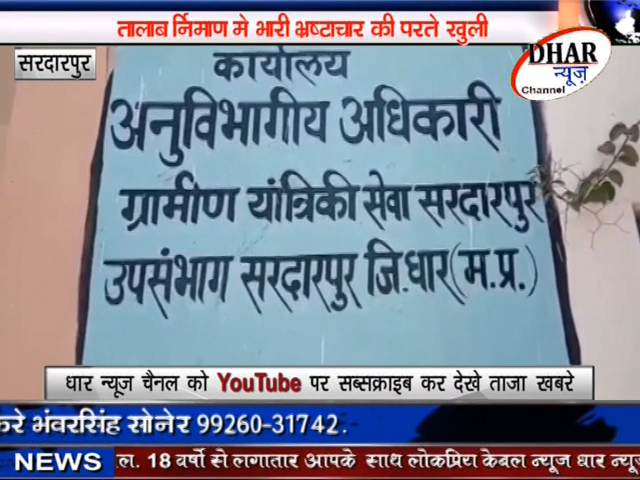 तालाब र्निमाण मे भारी भ्रष्टाचार की परते खुली
सरदारपुर
DHAR
न्यूज़
Channel
कार्यालय
अनुविभागीय अधिकारी
ग्रामीण यांत्रिकी सेवा सरदारपुर
उपसंभाग सरदारपुर जि.धार(म.प्र.)
धार न्यूज चैनल को YouTube पर सब्सक्राइब कर देखे ताजा खबरे
करे भंवरसिंह सोनेर 99260-31742.
NEWS ल. 18 वर्षो से लगातार आपके साथ लोकप्रिय केबल न्यूज धार न्यूज